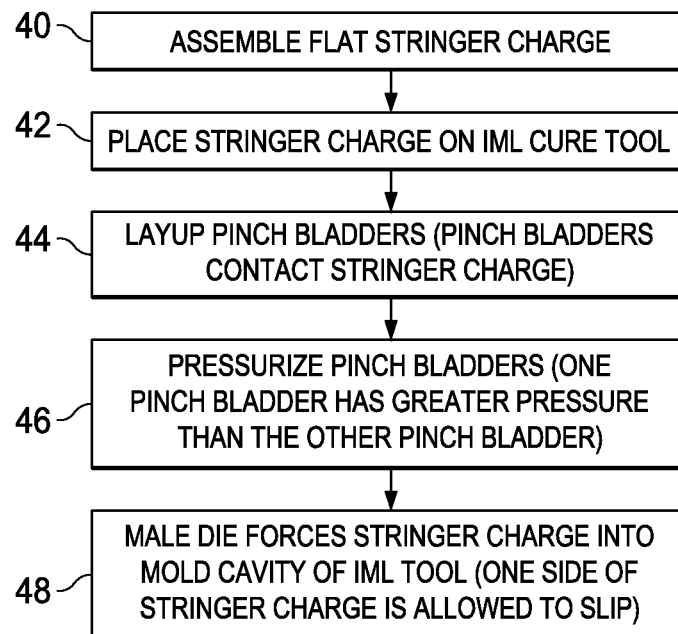 40
ASSEMBLE FLAT STRINGER CHARGE
42
PLACE STRINGER CHARGE ON IML CURE TOOL
44
LAYUP PINCH BLADDERS (PINCH BLADDERS
CONTACT STRINGER CHARGE)
46
PRESSURIZE PINCH BLADDERS (ONE
PINCH BLADDER HAS GREATER PRESSURE
THAN THE OTHER PINCH BLADDER)
48
MALE DIE FORCES STRINGER CHARGE INTO
MOLD CAVITY OF IML TOOL (ONE SIDE OF
STRINGER CHARGE IS ALLOWED TO SLIP)